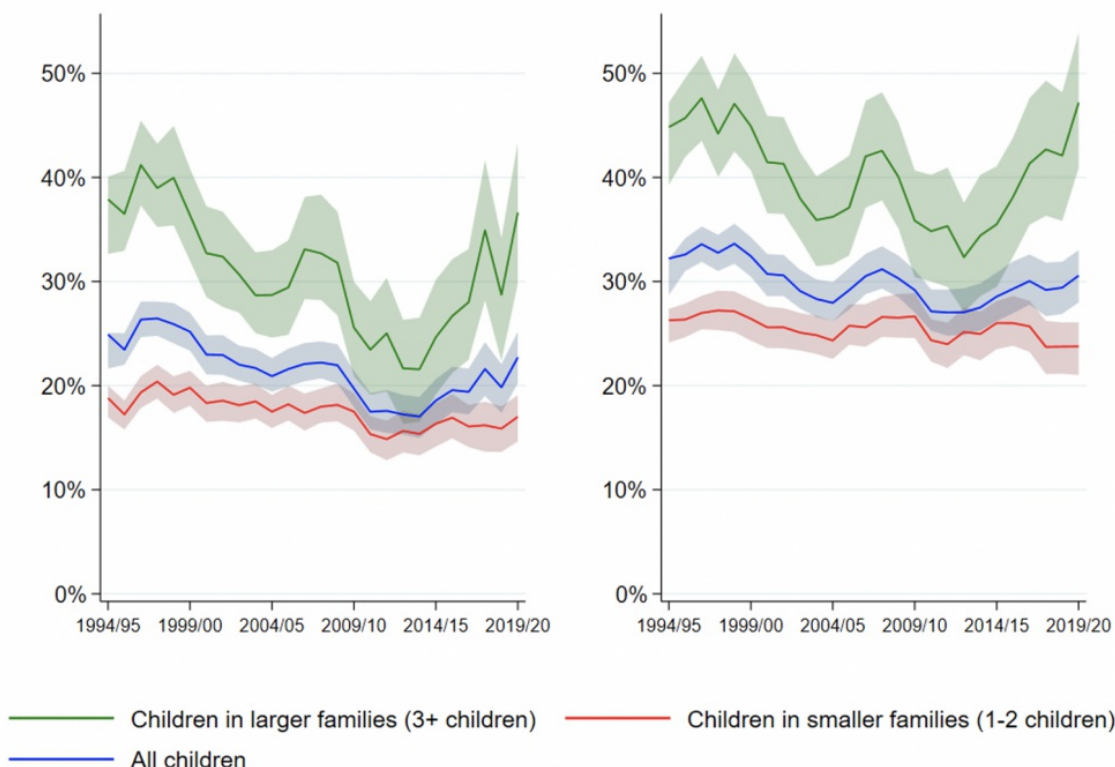 50%
40%
30%
20%
10%
0%
1994/95 1999/00 2004/05 2009/10 2014/15 2019/20
50%
40%
30%
20%
10%
0%
1994/95 1999/00 2004/05 2009/10 2014/15 2019/20
Children in larger families (3+ children)
Children in smaller families (1-2 children)
All children